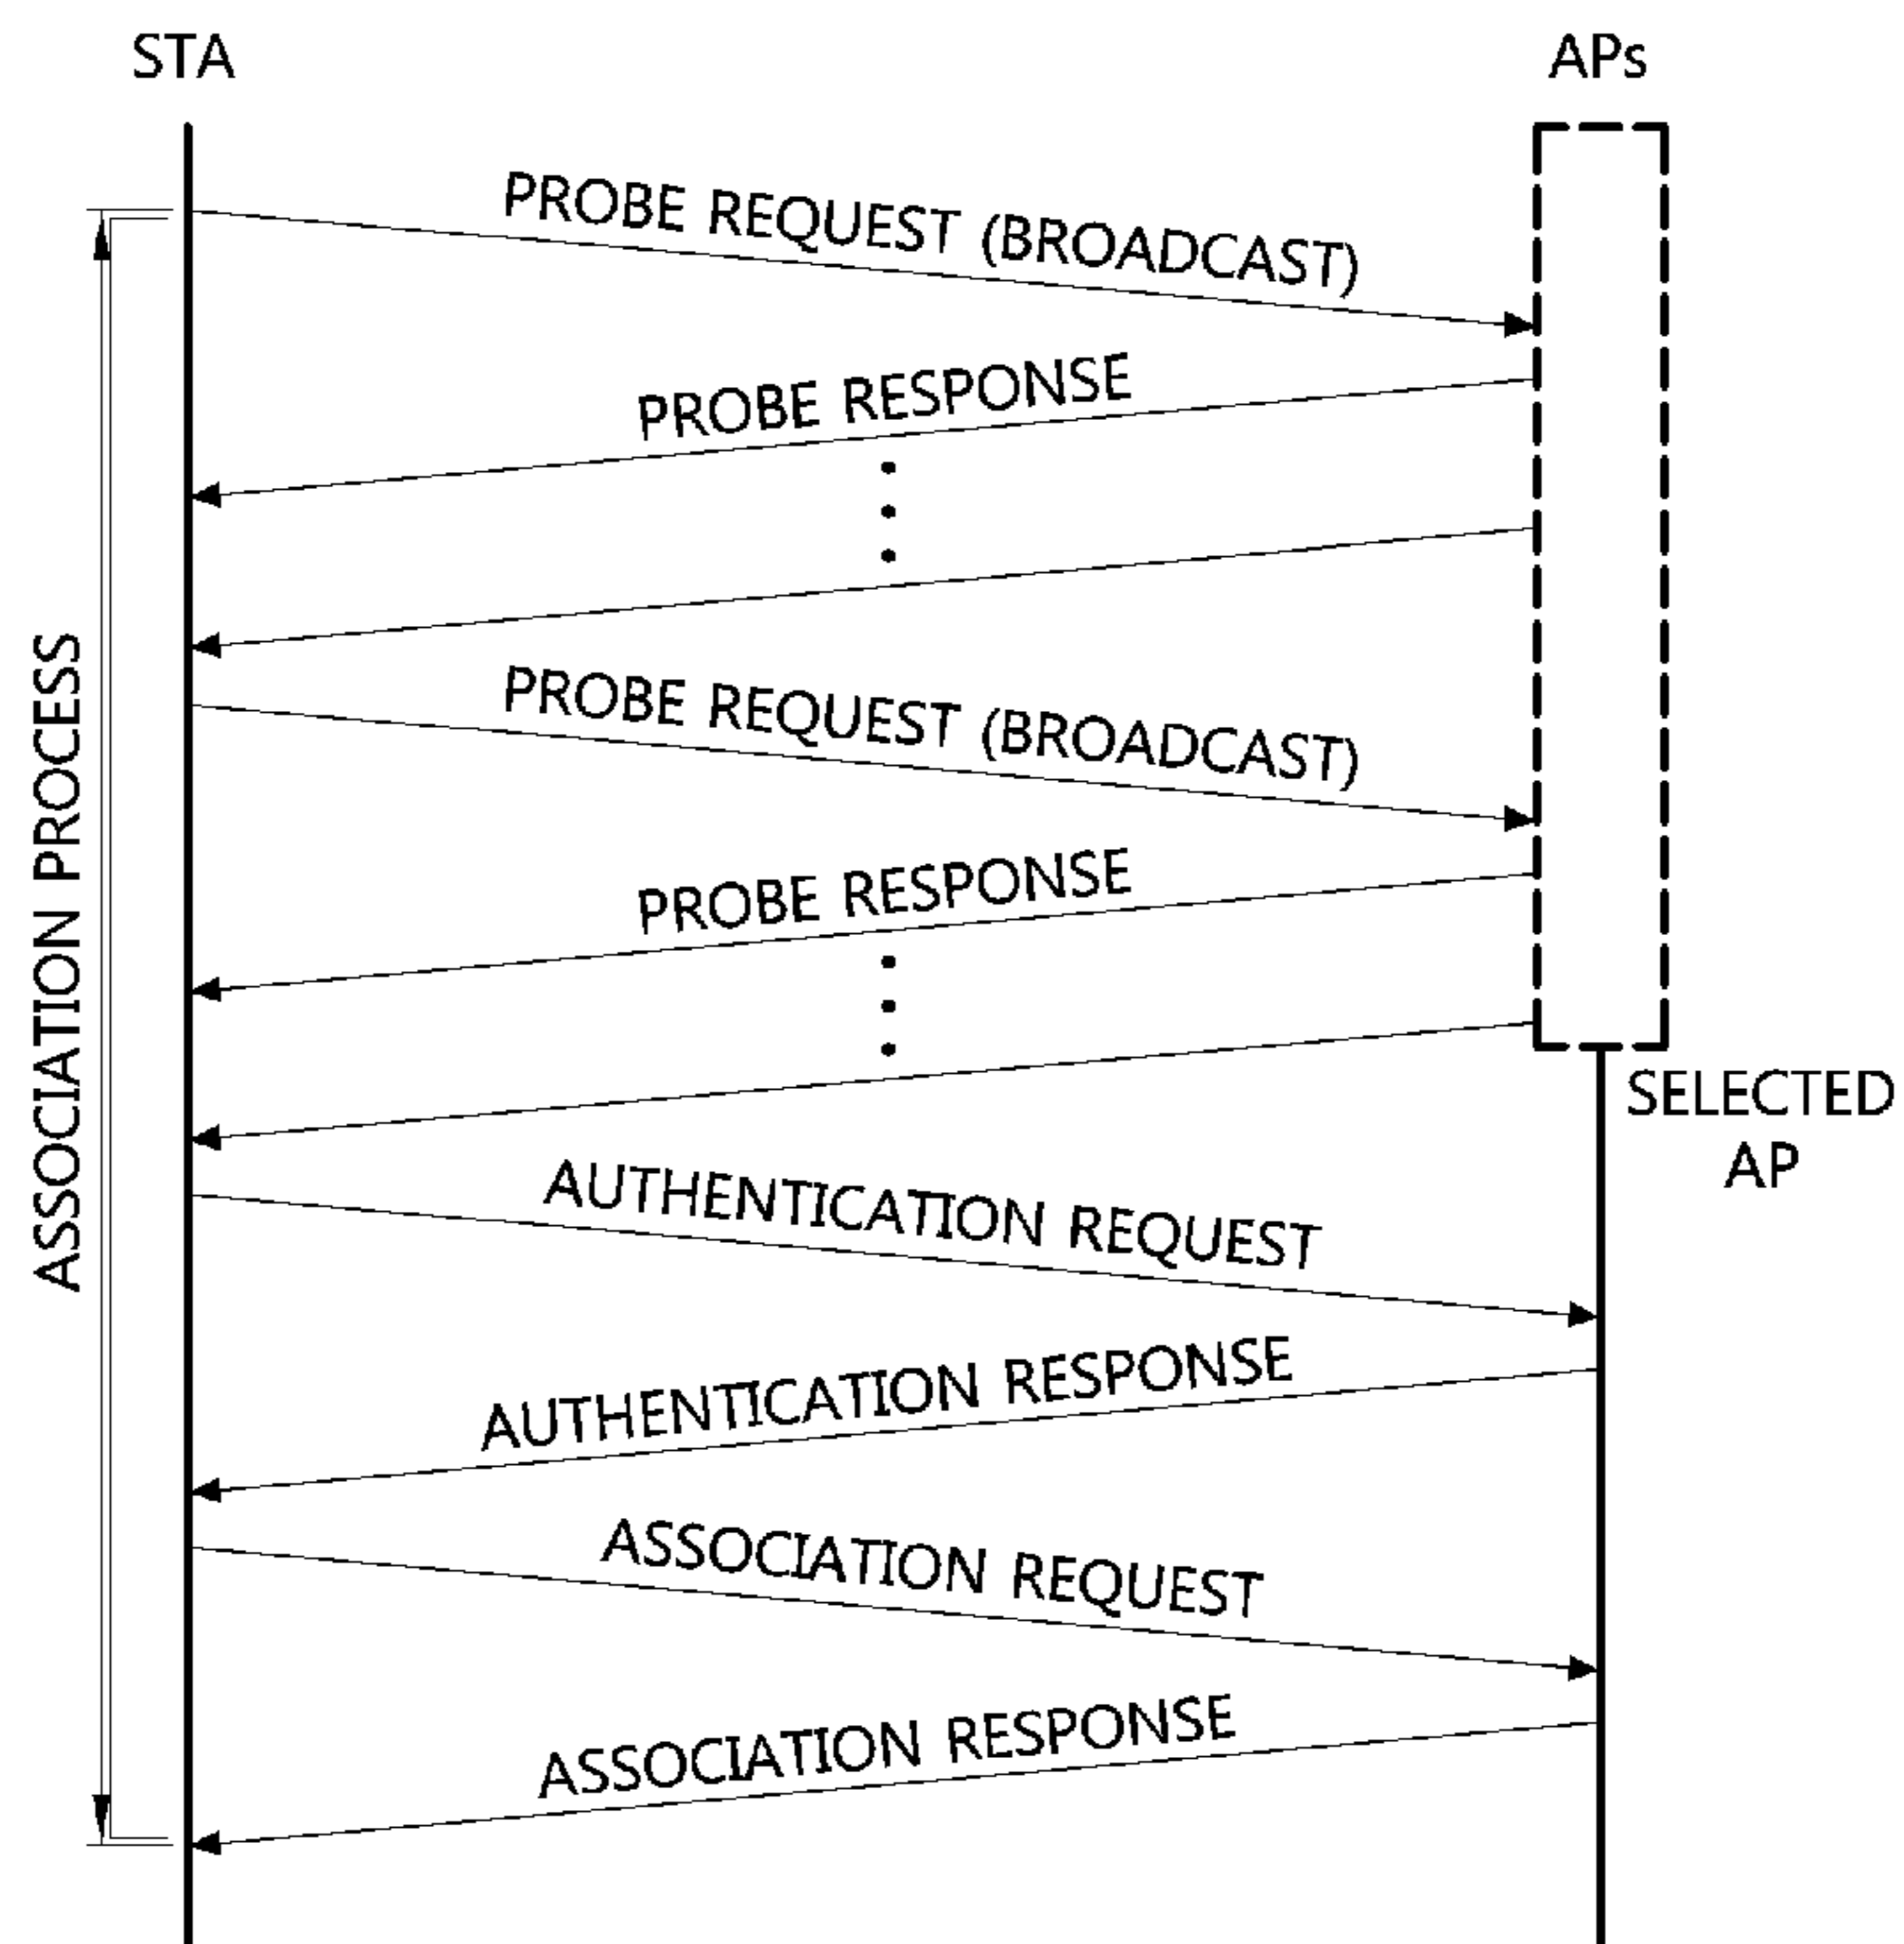 STA
APs
PROBE REQUEST (BROADCAST)
PROBE RESPONSE
PROBE REQUEST (BROADCAST)
PROBE RESPONSE
ASSOCIATION PROCESS
SELECTED
AP
AUTHENTICATION REQUEST
AUTHENTICATION RESPONSE
ASSOCIATION REQUEST
ASSOCIATION RESPONSE